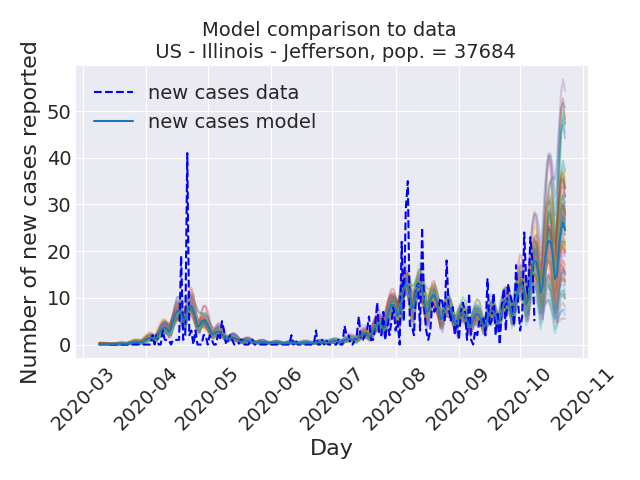 Model comparison to data
US - Illinois - Jefferson, pop. = 37684
Number of new cases reported
50
40
30
20
10
0
new cases data
new cases model
2020-03
2020-04
2020-05
2020-06
2020-07
2020-08
2020-09
2020-10
2020-11
Day